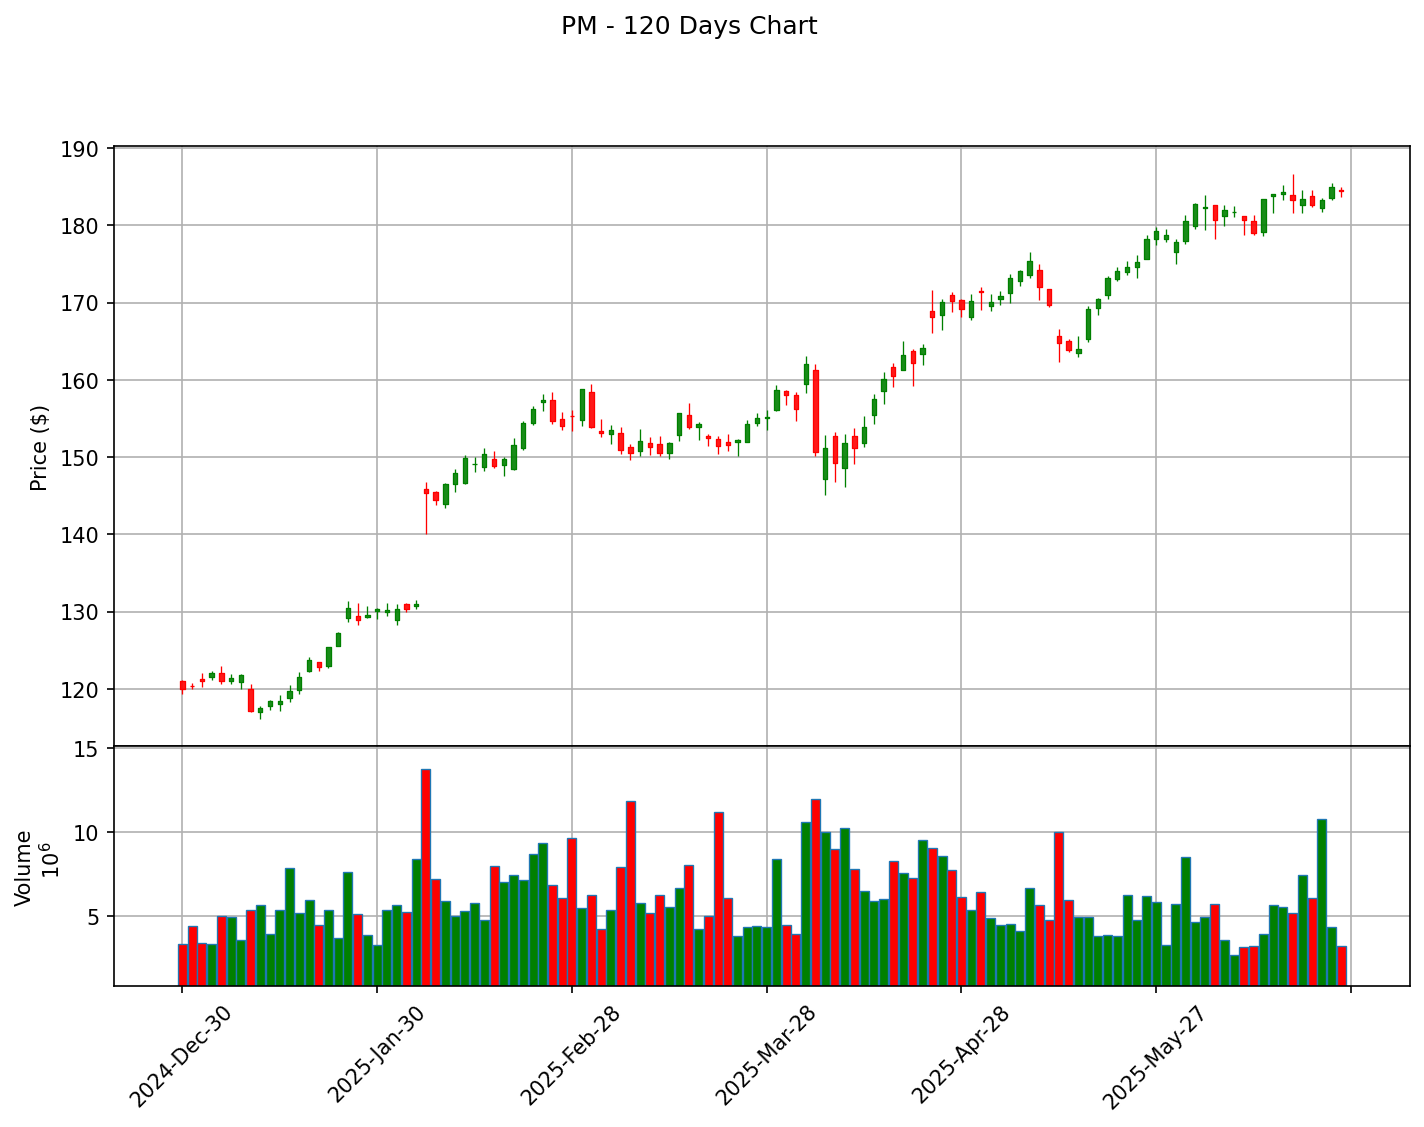 PM - 120 Days Chart
190
180
170
160
150
140
130
120
Price ($)
15
10
5
Volume
10^6
2024-Dec-30
2025-Jan-30
2025-Feb-28
2025-Mar-28
2025-Apr-28
2025-May-27